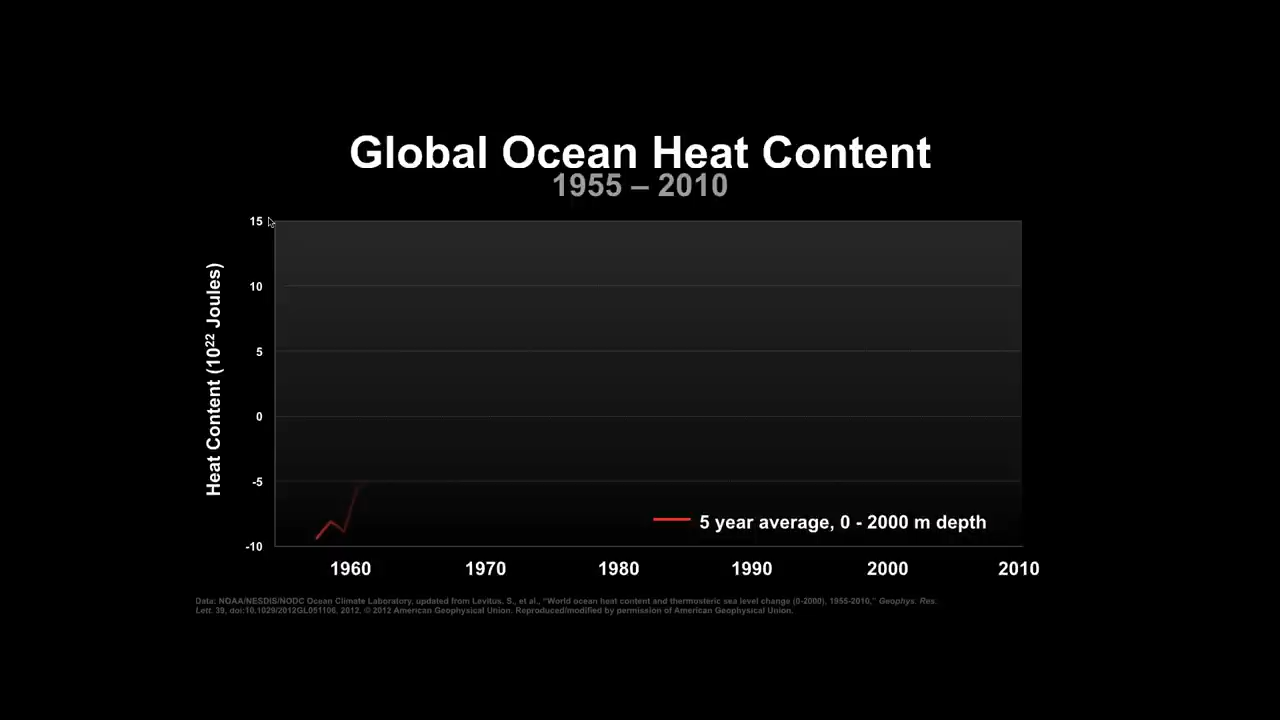 Global Ocean Heat Content
1955 – 2010
15
10
5
0
-5
-10
Heat Content (10²² Joules)
5 year average, 0 - 2000 m depth
1960 1970 1980 1990 2000 2010
Data: NOAA/NESDIS/NODC Ocean Climate Laboratory, updated from Levitus, S., et al., “World ocean heat content and thermosteric sea level change (0-2000), 1955-2010,” Geophys. Res.
Lett. 39, doi:10.1029/2012GL051106, 2012. © 2012 American Geophysical Union. Reproduced/modified by permission of American Geophysical Union.